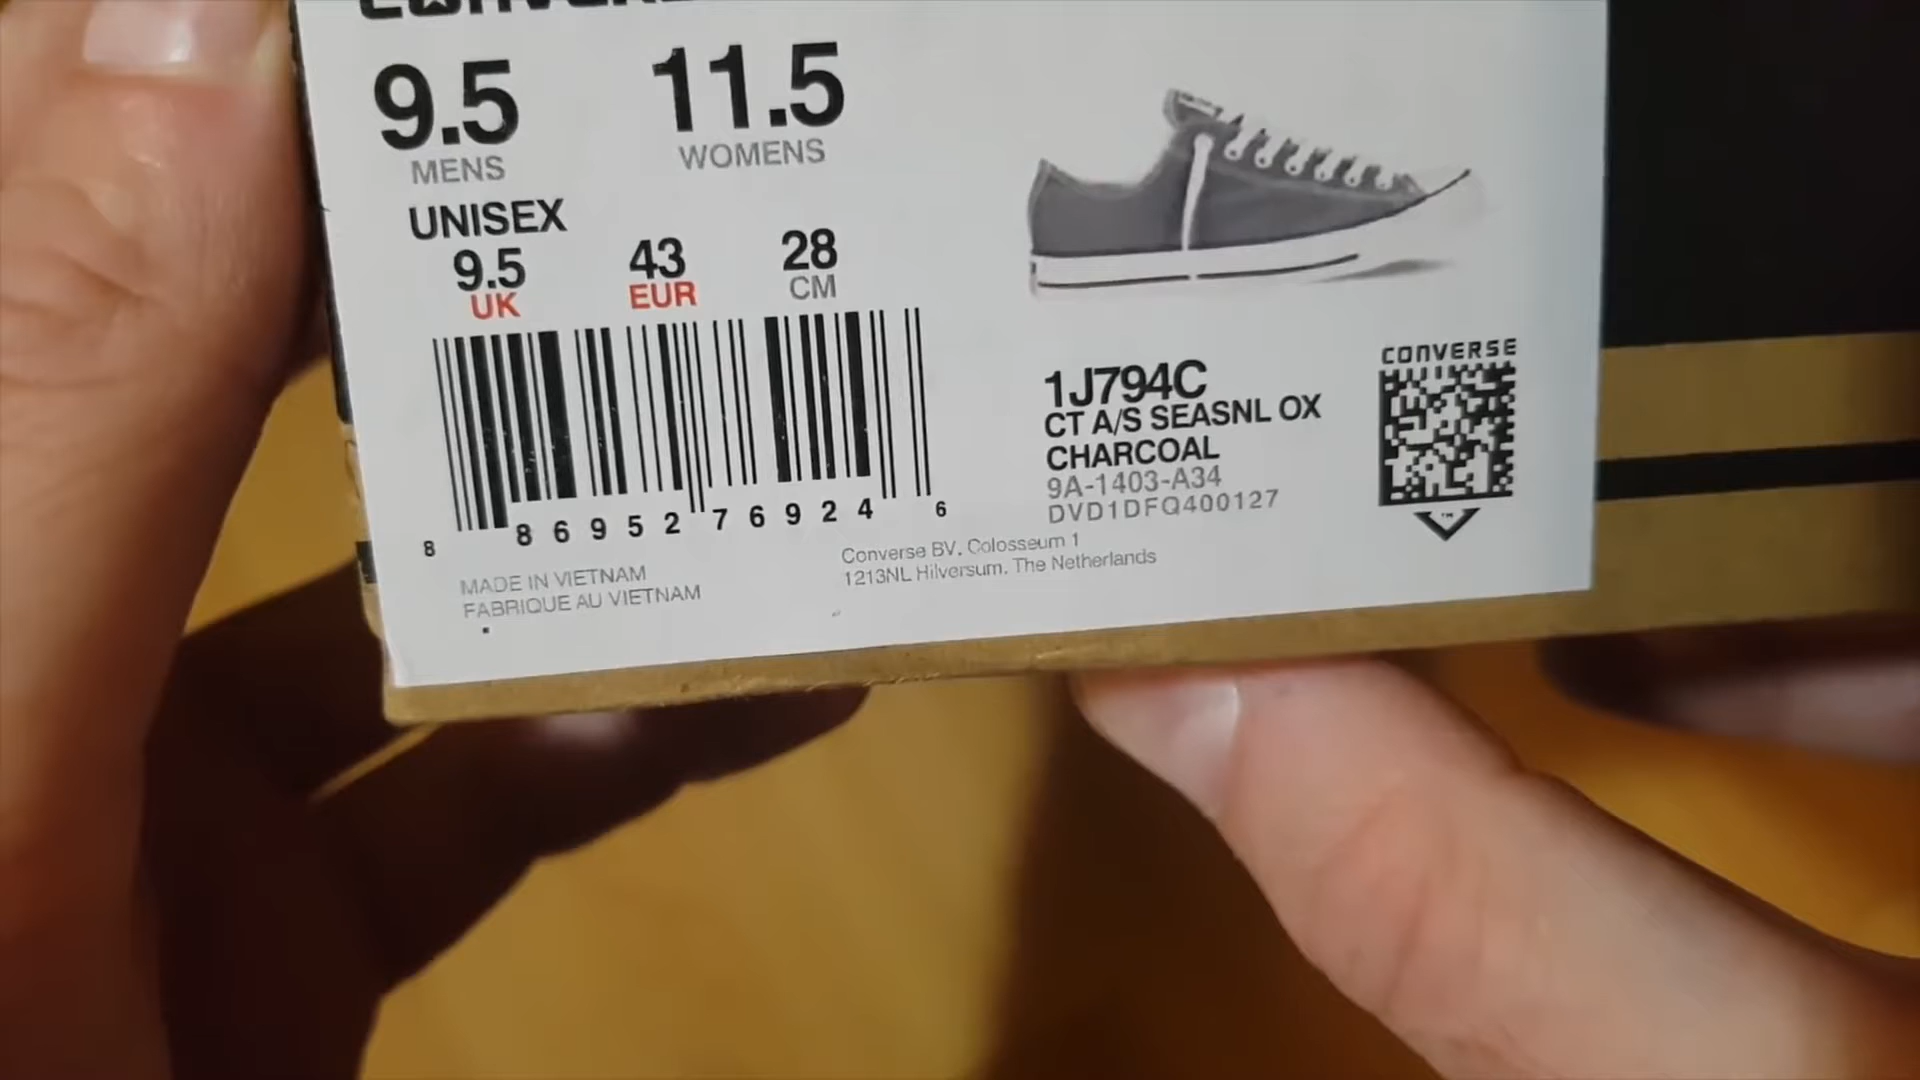 CONVERSE
9.5 11.5
MENS WOMENS
UNISEX
9.5 43 28
UK EUR CM
8 86952 76924 6
MADE IN VIETNAM
FABRIQUE AU VIETNAM
CONVERSE
1J794C
CT A/S SEASNL OX
CHARCOAL
9A-1403-A34
DVD1DFQ400127
Converse BV. Colosseum 1
1213NL Hilversum. The Netherlands
™